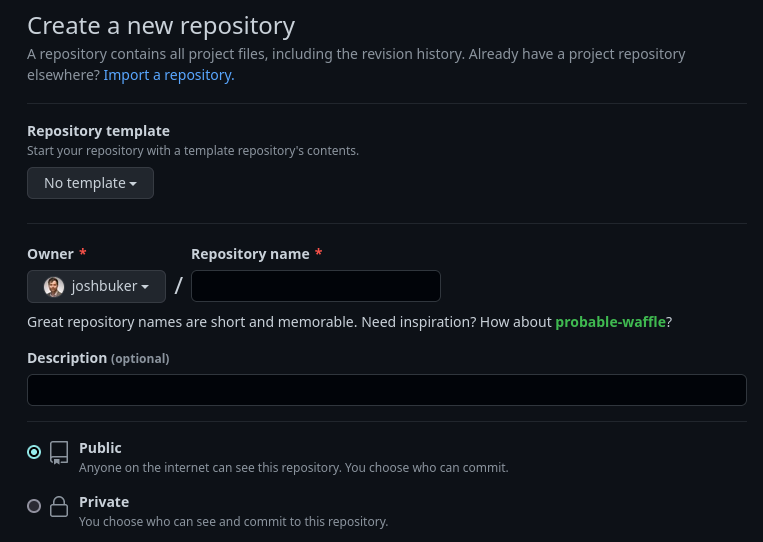 Create a new repository
A repository contains all project files, including the revision history. Already have a project repository
elsewhere? Import a repository.
Repository template
Start your repository with a template repository's contents.
No template
Owner *
Repository name *
joshbuker /
Great repository names are short and memorable. Need inspiration? How about probable-waffle?
Description (optional)
Public
Anyone on the internet can see this repository. You choose who can commit.
Private
You choose who can see and commit to this repository.